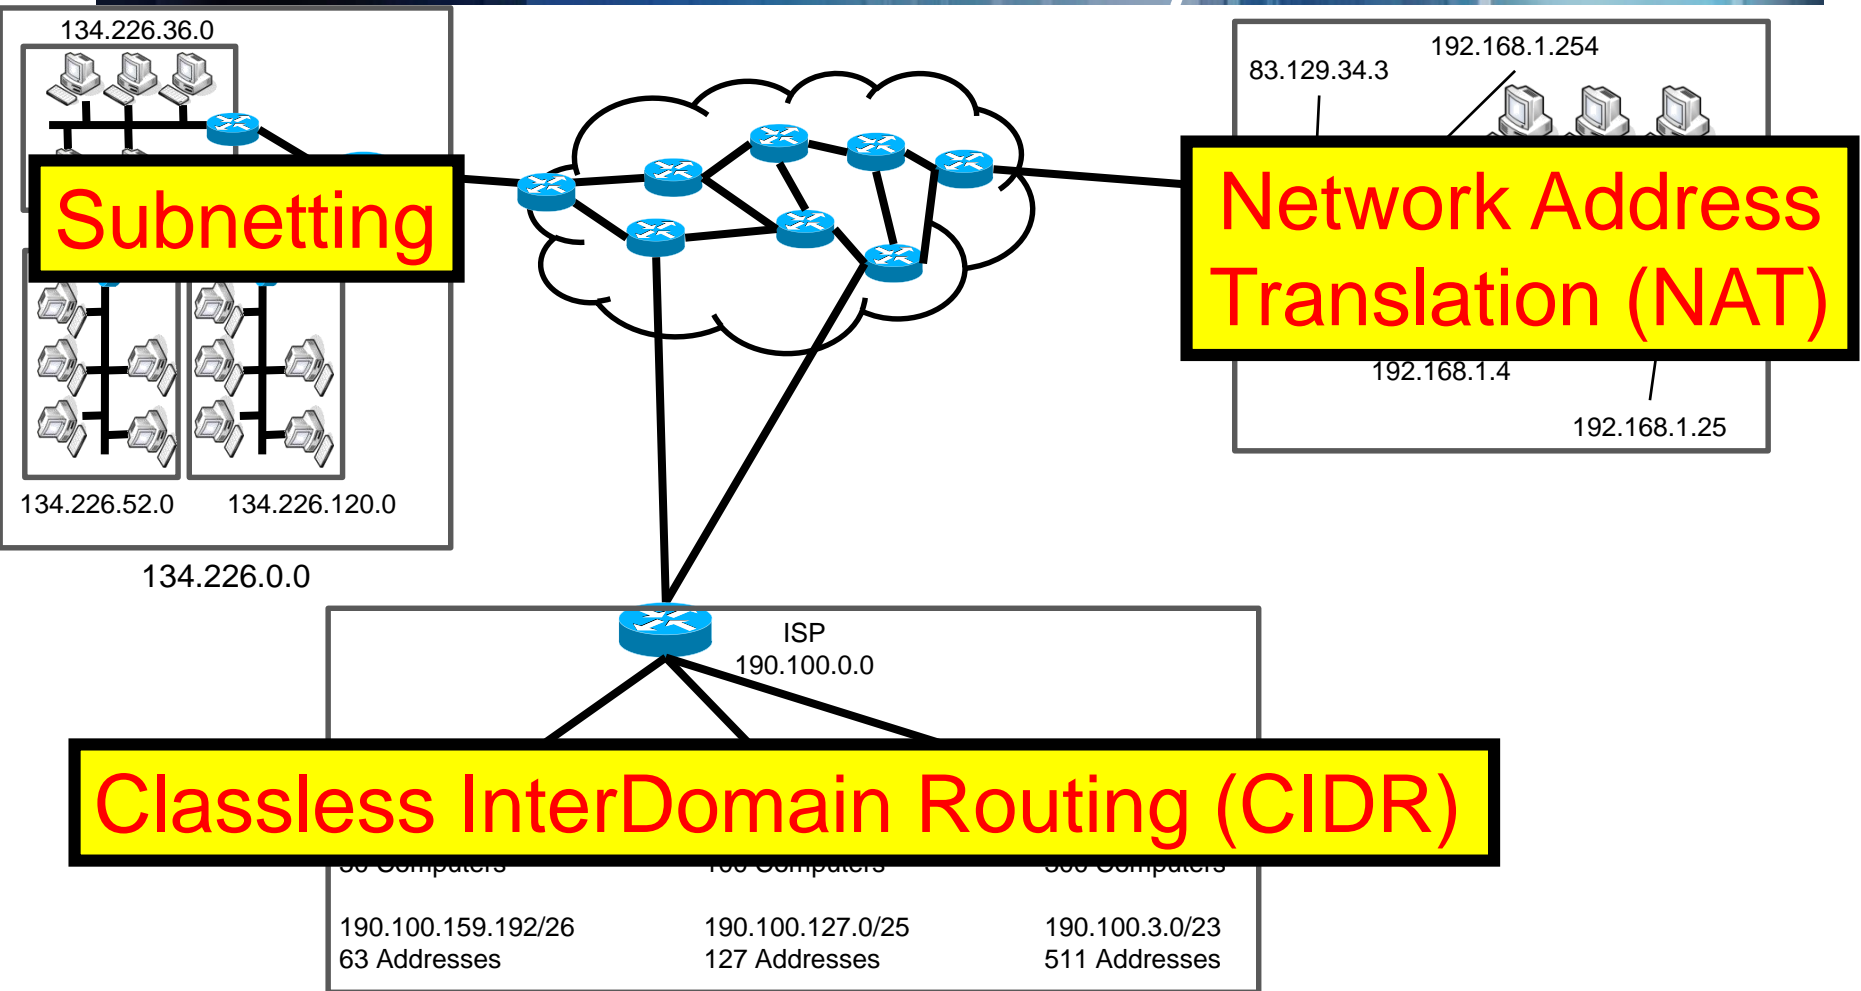 134.226.36.0
192.168.1.254
83.129.34.3
Subnetting
Network Address
Translation (NAT)
192.168.1.4
192.168.1.25
134.226.52.0
134.226.120.0
134.226.0.0
ISP
190.100.0.0
Classless InterDomain Routing (CIDR)
Computers
Computers
Computers
190.100.159.192/26
190.100.127.0/25
190.100.3.0/23
63 Addresses
127 Addresses
511 Addresses